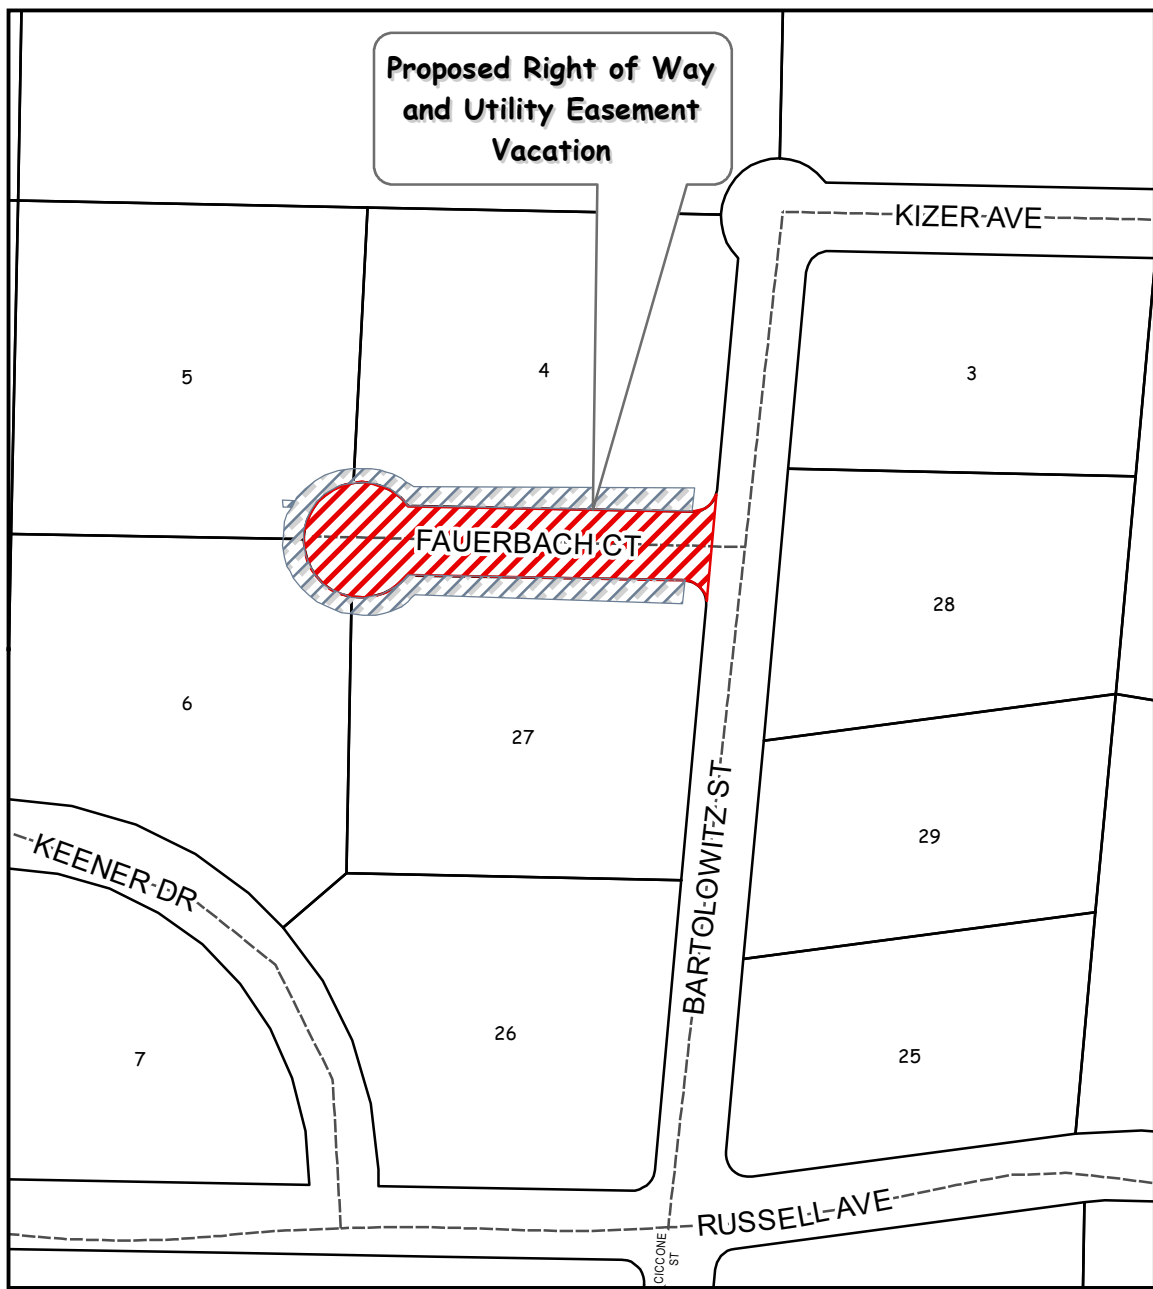 Proposed Right of Way
and Utility Easement
Vacation
KIZER AVE
5
4
3
FAUERBACH CT
28
6
27
BARTOLOWITZ ST
29
KEENER DR
26
7
25
RUSSELL AVE
CICCONE
ST